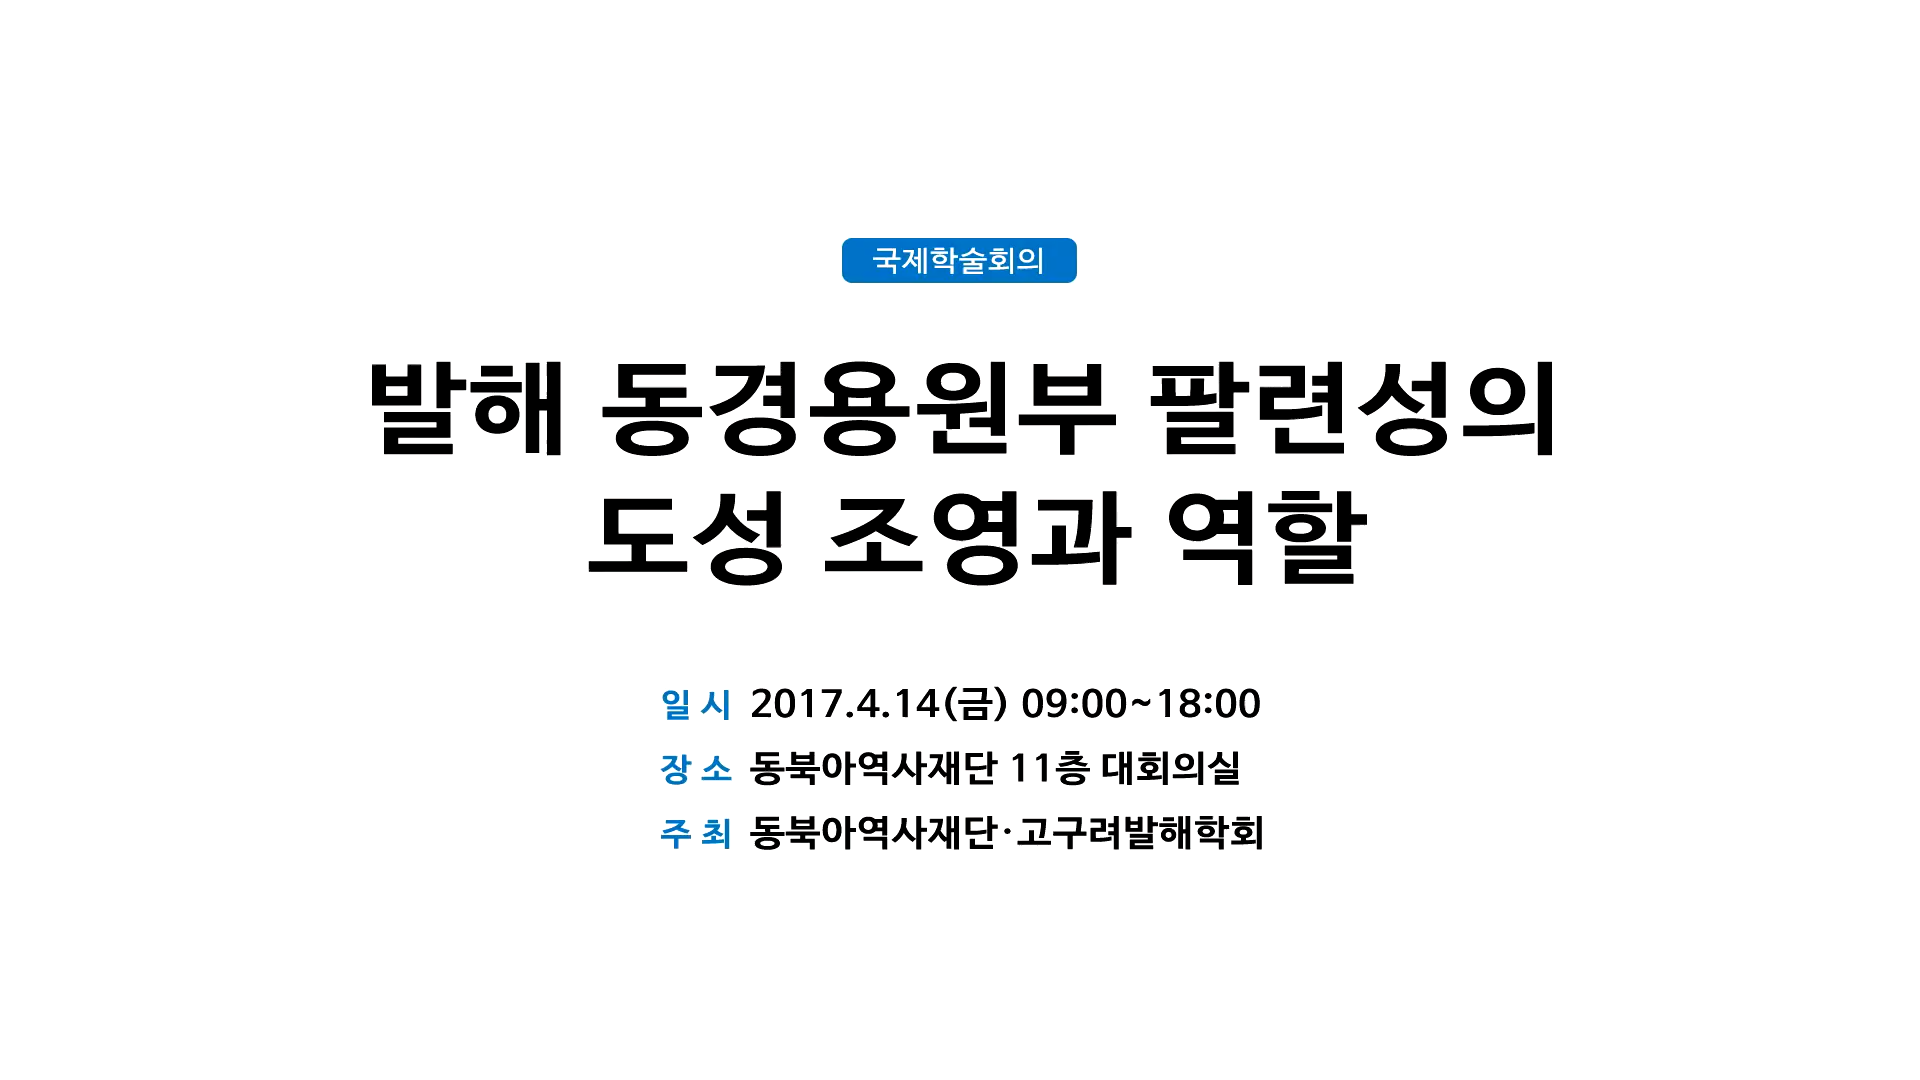 국제학술회의
발해 동경용원부 팔련성의
도성 조영과 역할
일 시 2017.4.14(금) 09:00~18:00
장 소 동북아역사재단 11층 대회의실
주 최 동북아역사재단·고구려발해학회